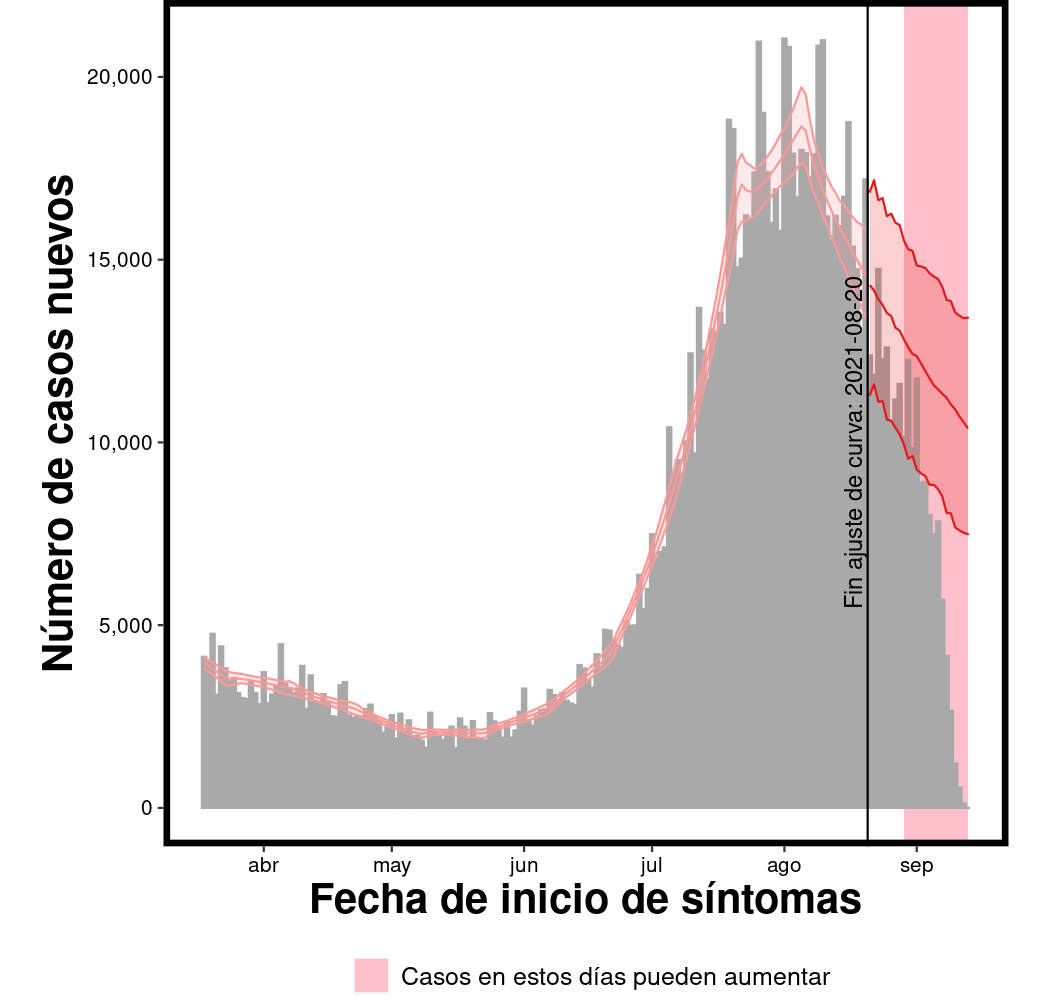 Número de casos nuevos
20,000
15,000
10,000
5,000
0
Fin ajuste de curva: 2021-08-20
abr may jun jul ago sep
Fecha de inicio de síntomas
Casos en estos días pueden aumentar